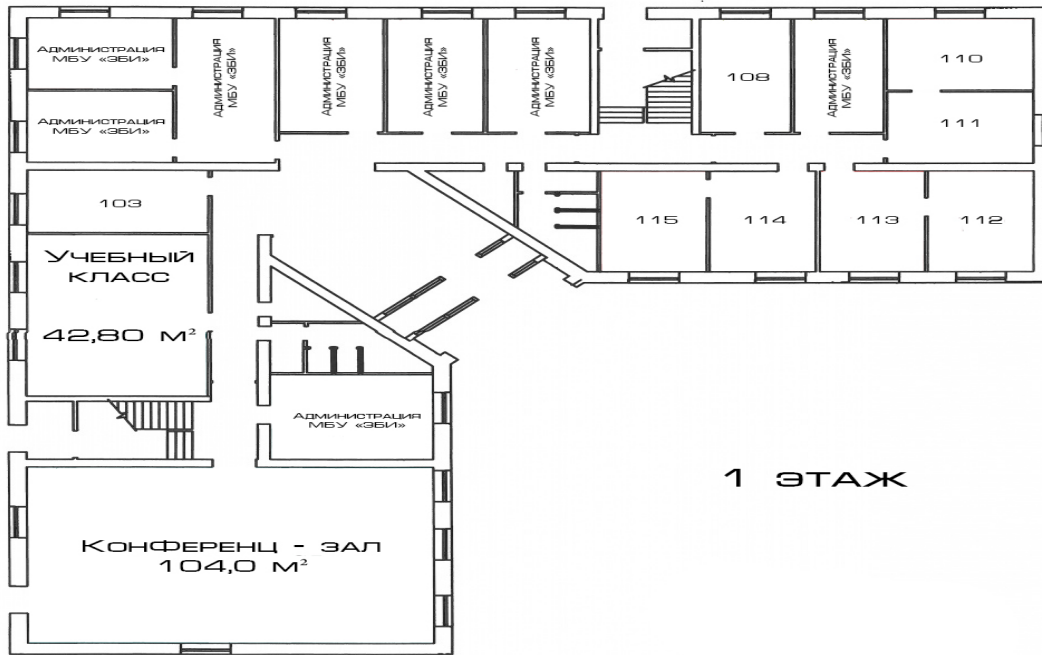 Администрация
МБУ «ЭБИ»
Администрация
МБУ «ЭБИ»
Администрация
МБУ «ЭБИ»
Администрация
МБУ «ЭБИ»
Администрация
МБУ «ЭБИ»
Администрация
МБУ «ЭБИ»
108
Администрация
МБУ «ЭБИ»
110
111
103
115
114
113
112
Учебный
класс
42,80 м²
Администрация
МБУ «ЭБИ»
1 этаж
Конференц - зал
104,0 м²